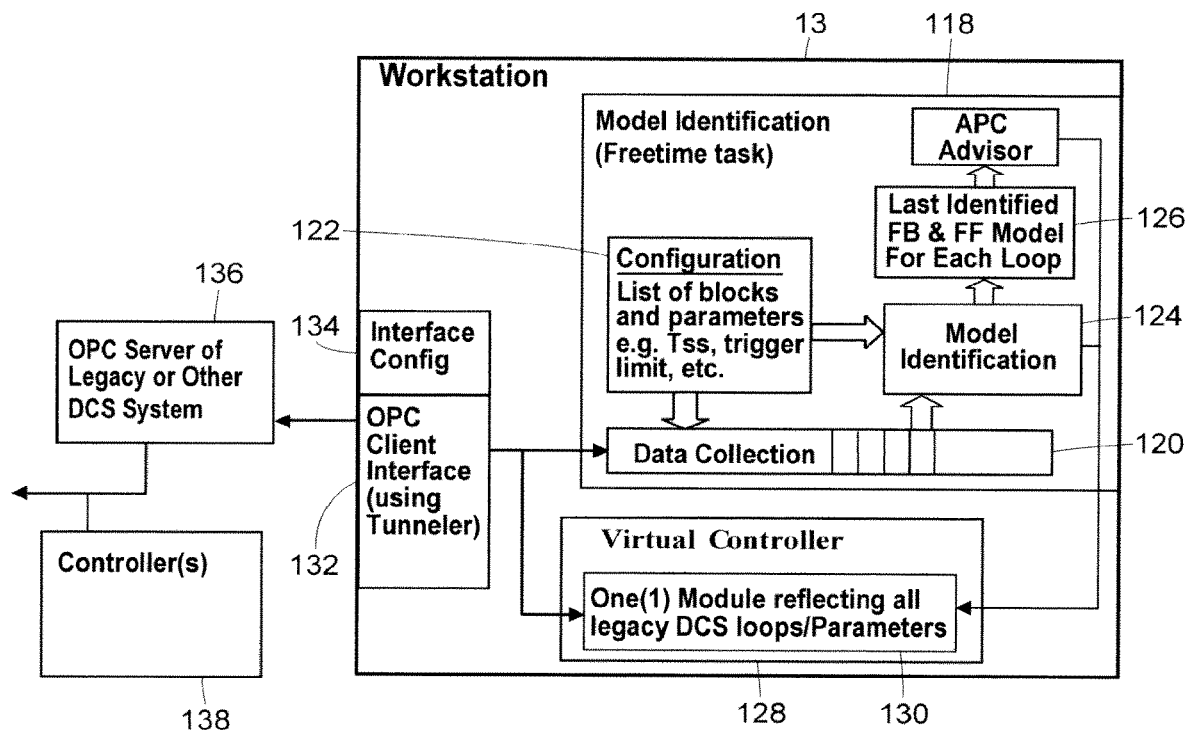 13
118
Workstation
Model Identification
(Freetime task)
APC
Advisor
Last Identified
FB & FF Model
For Each Loop
126
122
Configuration
List of blocks
and parameters
e.g. Tss, trigger
limit, etc.
Model
Identification
124
136
OPC Server of
Legacy or Other
DCS System
134
Interface
Config
OPC
Client
Interface
(using
Tunneler)
132
Data Collection
120
Controller(s)
138
Virtual Controller
One(1) Module reflecting all
legacy DCS loops/Parameters
128
130